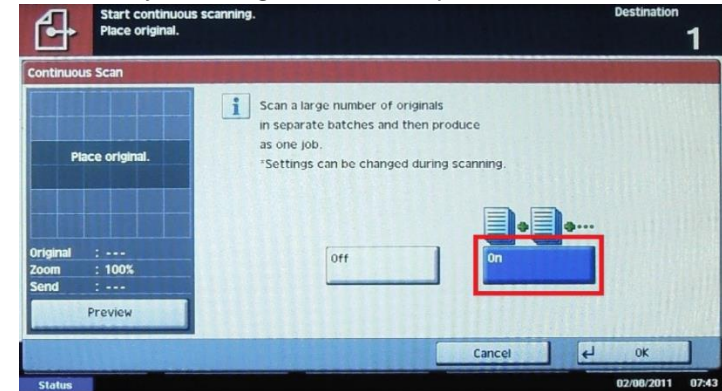 Start continuous scanning.
Place original.
Destination
1
Continuous Scan
Place original.
Scan a large number of originals
in separate batches and then produce
as one job.
*Settings can be changed during scanning.
Original : ---
Zoom : 100%
Send : ---
Preview
Off
On
Cancel
OK
Status
02/08/2011 07:43